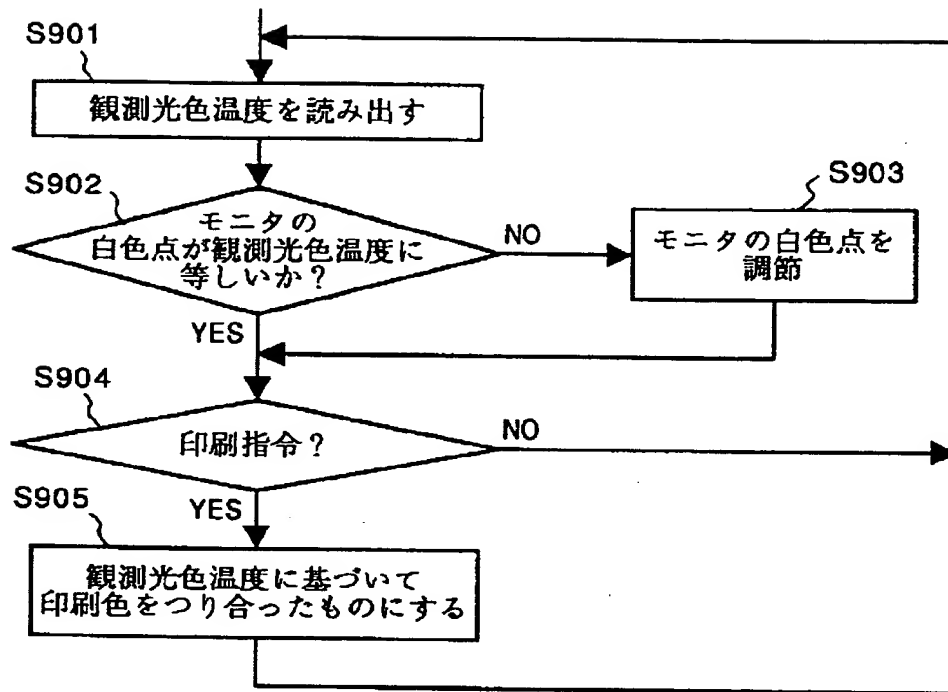 S901
観測光色温度を読み出す
S902
モニタの
白色点が観測光色温度に
等しいか？
NO
S903
モニタの白色点を
調節
YES
S904
印刷指令？
NO
YES
S905
観測光色温度に基づいて
印刷色をつり合ったものにする